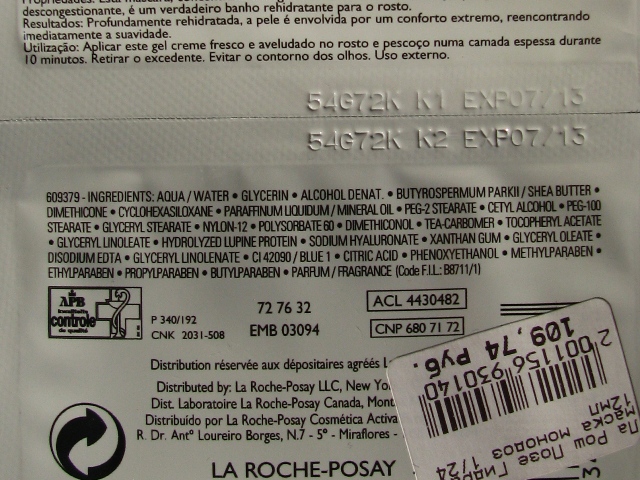 descongestionante, é um verdadeiro banho rehidratante para o rosto.
Resultados: Profundamente rehidratada, a pele é envolvida por um conforto extremo, reencontrando
imediatamente a suavidade.
Utilização: Aplicar este gel creme fresco e aveludado no rosto e pescoço numa camada espessa durante
10 minutos. Retirar o excedente. Evitar o contorno dos olhos. Uso externo.
54G72K K1 EXP07/13
54G72K K2 EXP07/13
609379 - INGREDIENTS: AQUA / WATER • GLYCERIN • ALCOHOL DENAT. • BUTYROSPERMUM PARKII / SHEA BUTTER •
DIMETHICONE • CYCLOHEXASILOXANE • PARAFFINUM LIQUIDUM / MINERAL OIL • PEG-2 STEARATE • CETYL ALCOHOL • PEG-100
STEARATE • GLYCERYL STEARATE • NYLON-12 • POLYSORBATE 60 • DIMETHICONOL • TEA-CARBOMER • TOCOPHERYL ACETATE
• GLYCERYL LINOLEATE • HYDROLYZED LUPINE PROTEIN • SODIUM HYALURONATE • XANTHAN GUM • GLYCERYL OLEATE •
DISODIUM EDTA • GLYCERYL LINOLENATE • CI 42090 / BLUE 1 • CITRIC ACID • PHENOXYETHANOL • METHYLPARABEN •
ETHYLPARABEN • PROPYLPARABEN • BUTYLPARABEN • PARFUM / FRAGRANCE (Code F.I.L.: B8711/1)
APB
contrôle
de qualité
P 340/192
CNK 2031-508
72 76 32
EMB 03094
ACL 4430482
CNP 680 71 72
Distribution réservée aux dépositaires agréés
Distributed by: La Roche-Posay LLC, New
Dist. Laboratoire La Roche-Posay Canada,
Distribuido por La Roche-Posay Cosmética
R. Dr. Antº Loureiro Borges, N.7 - 5º - Miraflores -
LA ROCHE-POSAY
109,74 Руб.
2 001156 930140
Ла Рош Позе
маска монодоз 1/24
12мл